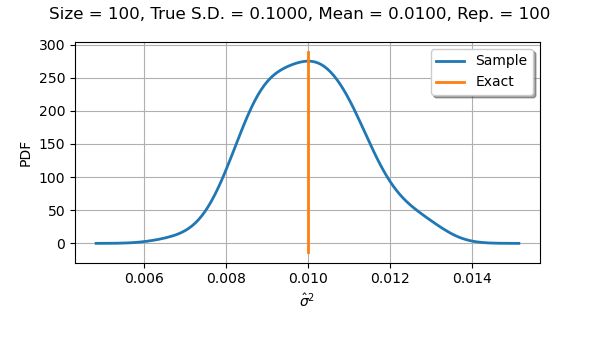 Size = 100, True S.D. = 0.1000, Mean = 0.0100, Rep. = 100
300
250
200
150
100
50
0
PDF
Sample
Exact
0.006 0.008 0.010 0.012 0.014
σ̂²